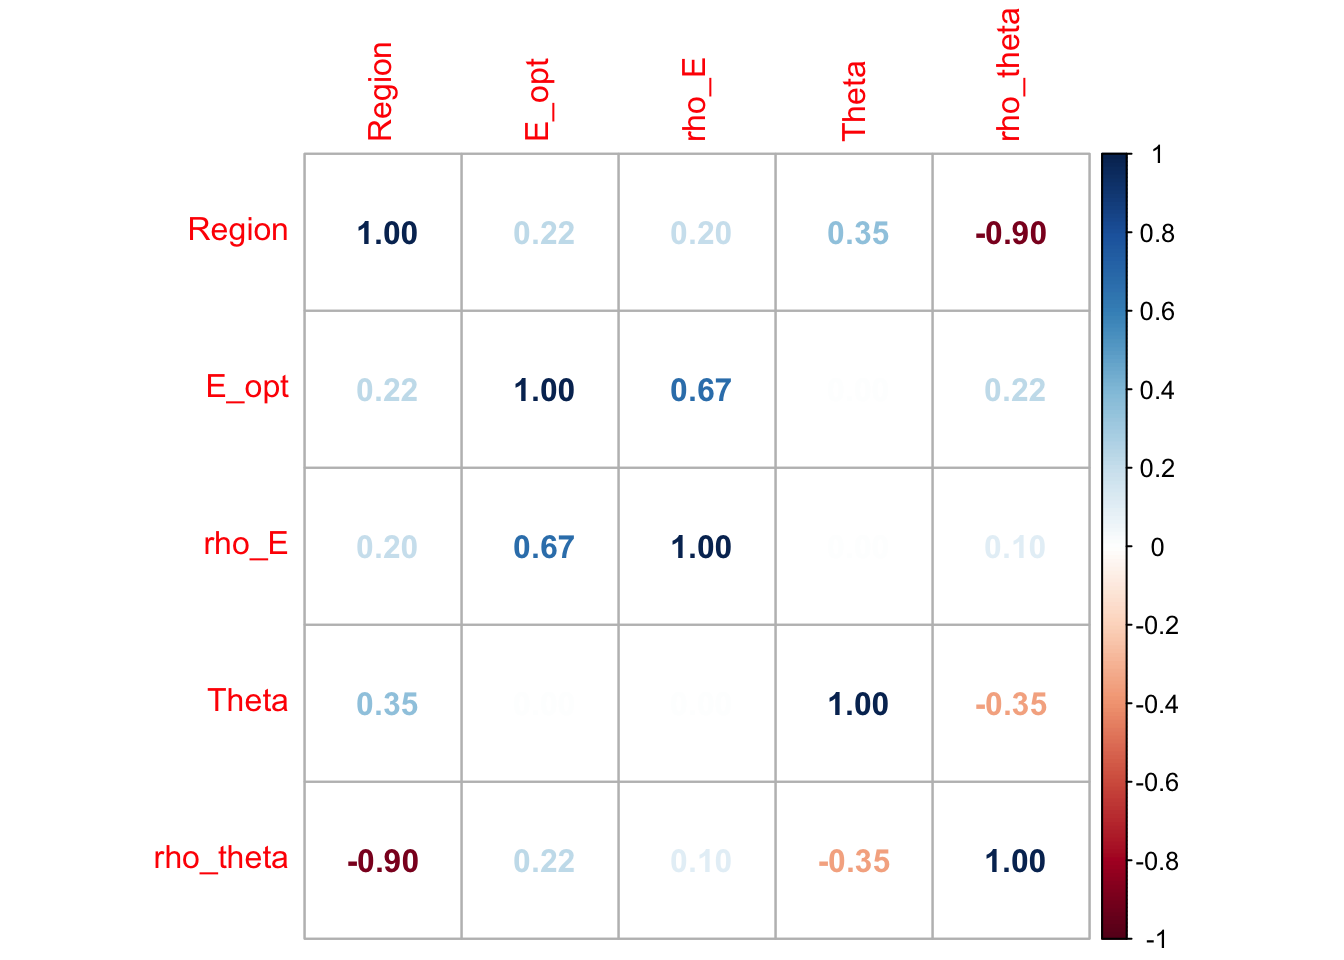 Region E_opt rho_E Theta rho_theta
Region 1.00 0.22 0.20 0.35 -0.90
E_opt 0.22 1.00 0.67 0.22
rho_E 0.20 0.67 1.00 0.10
Theta 0.35 1.00 -0.35
rho_theta -0.90 0.22 0.10 -0.35 1.00
1
0.8
0.6
0.4
0.2
0
-0.2
-0.4
-0.6
-0.8
-1